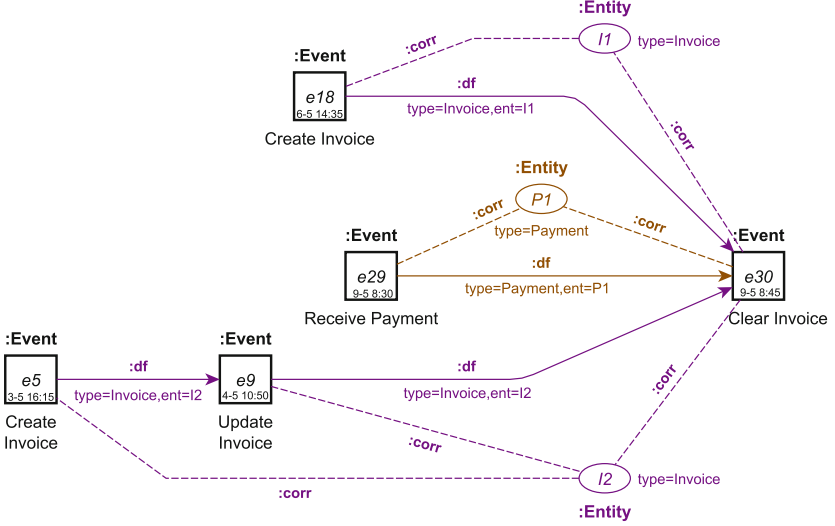 :Entity
:corr
I1
type=Invoice
:Event
:df
e18
6-5 14:35
type=Invoice,ent=I1
Create Invoice
:corr
:Entity
:corr
P1
:corr
type=Payment
:Event
:Event
:df
e29
9-5 8:30
e30
9-5 8:45
type=Payment,ent=P1
Receive Payment
Clear Invoice
:Event
:Event
:df
:df
e5
3-5 16:15
e9
4-5 10:50
type=Invoice,ent=I2
type=Invoice,ent=I2
:corr
Create
Invoice
Update
Invoice
:corr
:corr
I2
type=Invoice
:Entity